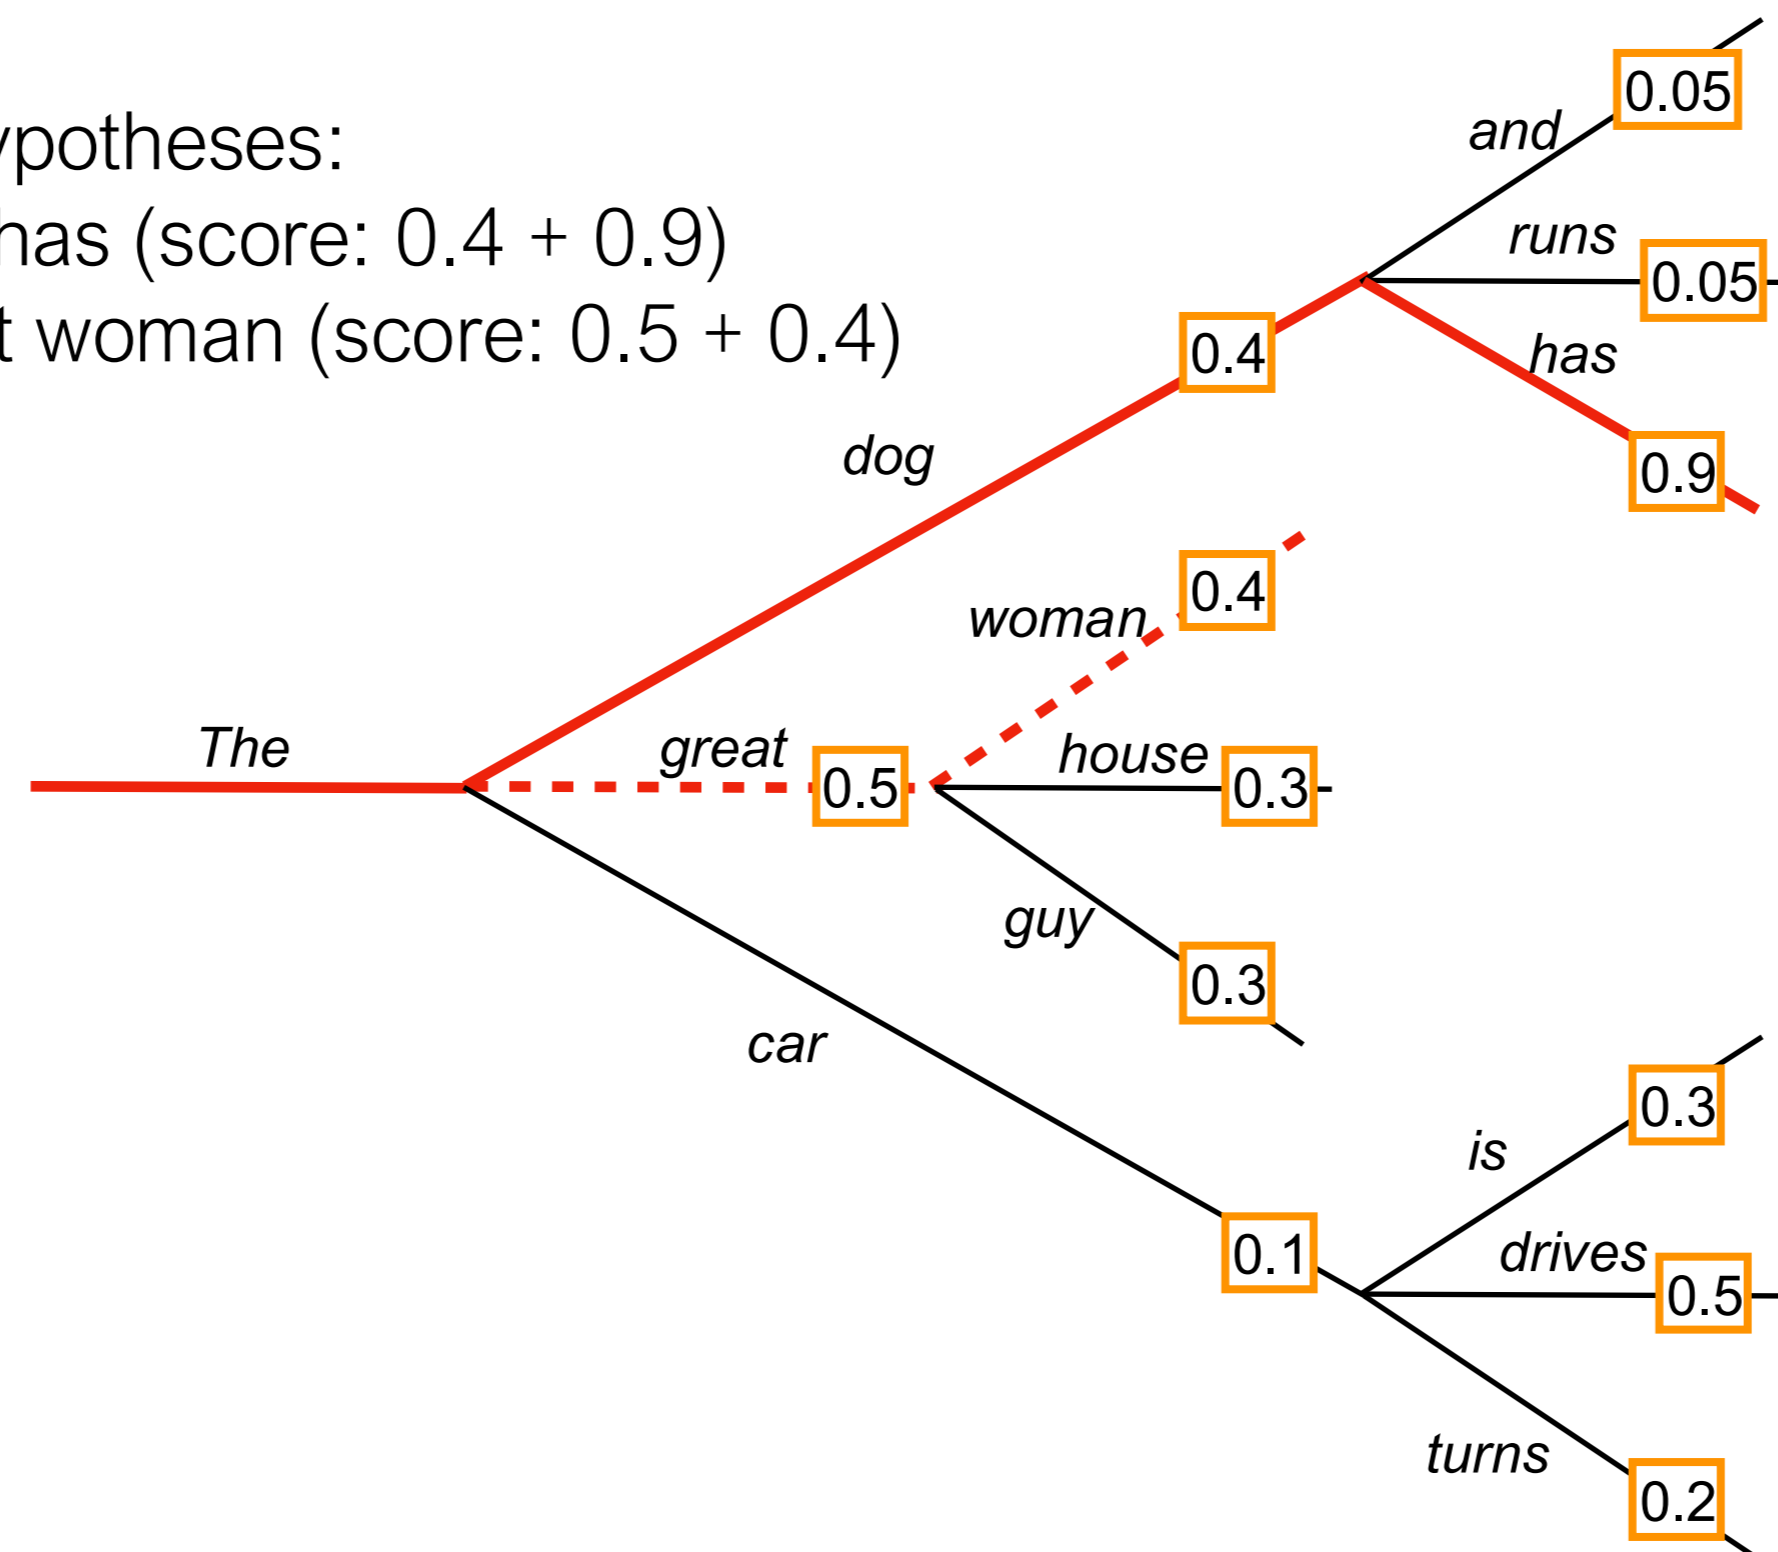 ypotheses:
has (score: 0.4 + 0.9)
t woman (score: 0.5 + 0.4)
and
0.05
runs
0.05
has
0.9
dog
0.4
woman
0.4
The
great
0.5
house
0.3
guy
0.3
car
0.1
is
0.3
drives
0.5
turns
0.2